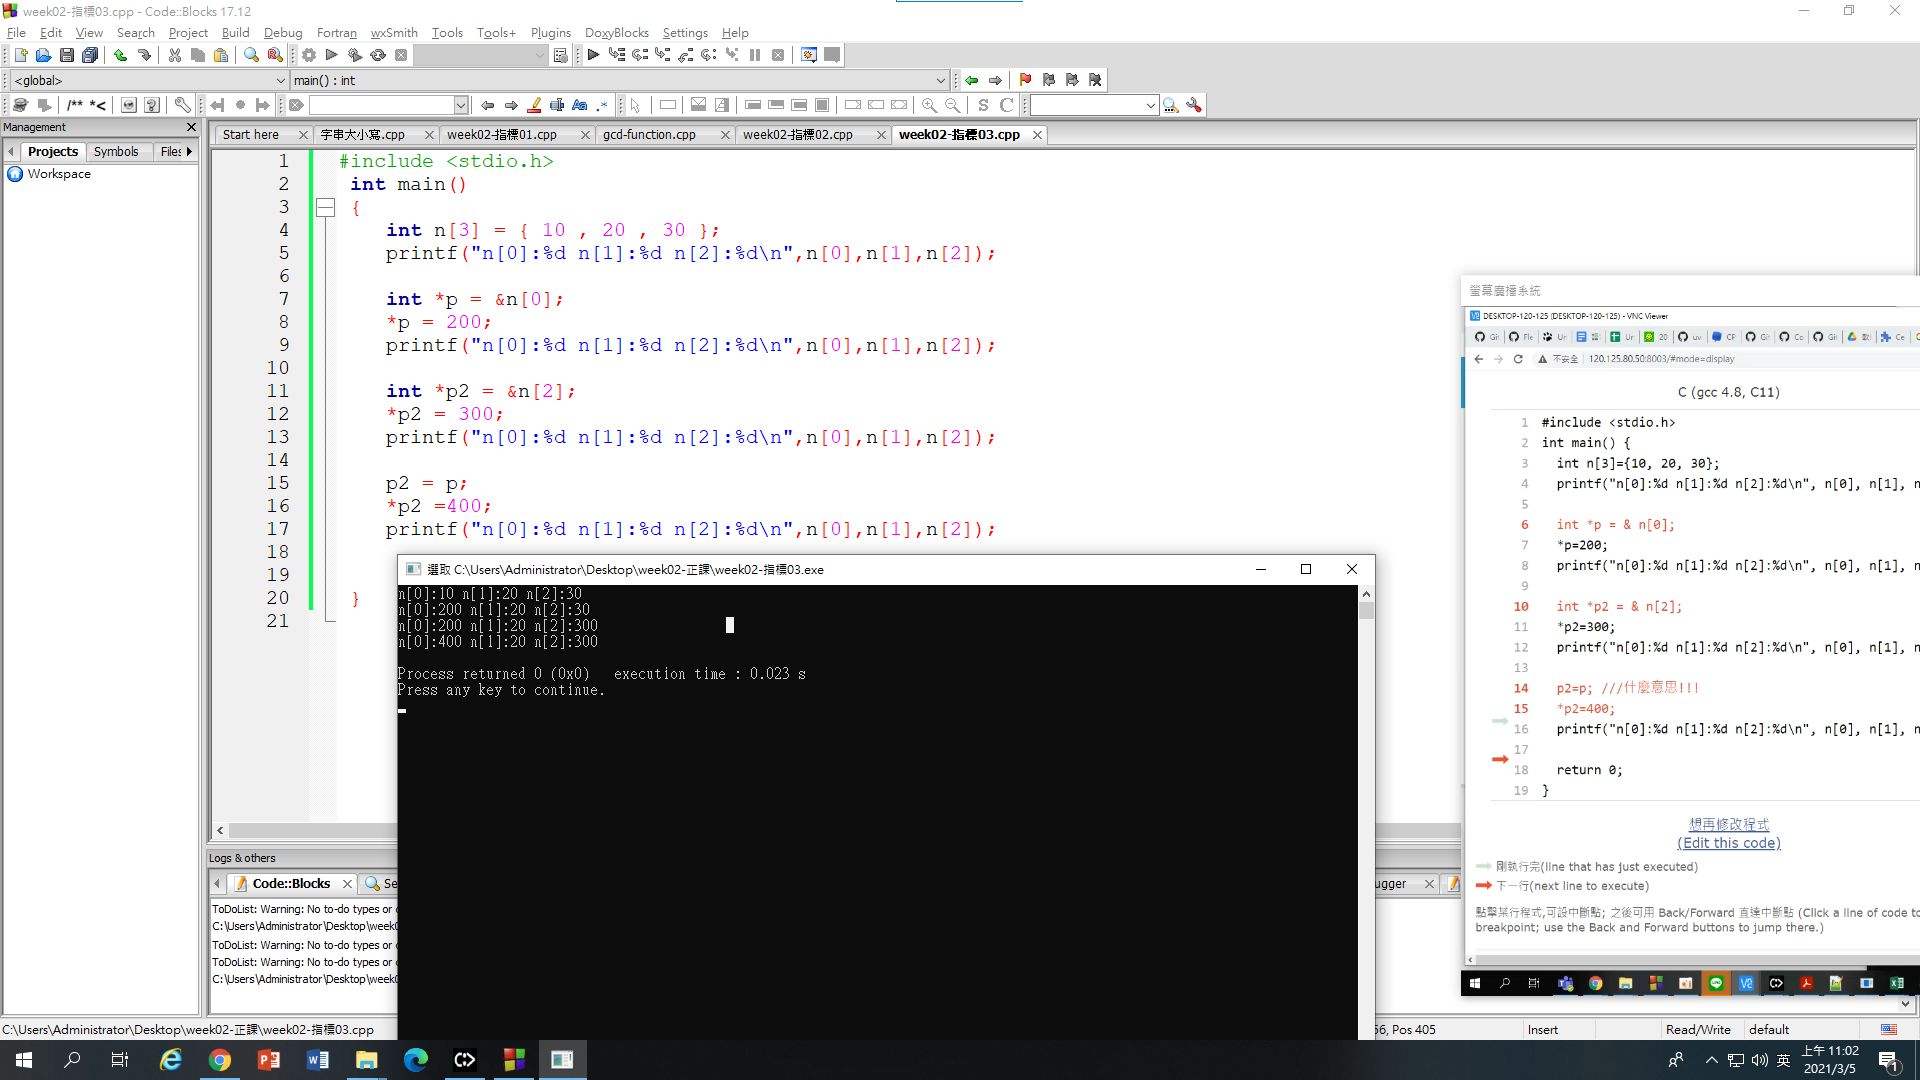 week02-指標03.cpp - Code::Blocks 17.12
File Edit View Search Project Build Debug Fortran wxSmith Tools Tools+ Plugins DoxyBlocks Settings Help
<global>
main() : int
/** *<
S C
Management
Projects Symbols Files
Workspace
Start here
字串大小寫.cpp
week02-指標01.cpp
gcd-function.cpp
week02-指標02.cpp
week02-指標03.cpp
1 #include <stdio.h>
2 int main()
3 {
4 int n[3] = { 10 , 20 , 30 };
5 printf("n[0]:%d n[1]:%d n[2]:%d\n",n[0],n[1],n[2]);
6
7 int *p = &n[0];
8 *p = 200;
9 printf("n[0]:%d n[1]:%d n[2]:%d\n",n[0],n[1],n[2]);
10
11 int *p2 = &n[2];
12 *p2 = 300;
13 printf("n[0]:%d n[1]:%d n[2]:%d\n",n[0],n[1],n[2]);
14
15 p2 = p;
16 *p2 =400;
17 printf("n[0]:%d n[1]:%d n[2]:%d\n",n[0],n[1],n[2]);
18
19
20 }
21
選取 C:\Users\Administrator\Desktop\week02-正課\week02-指標03.exe
n[0]:10 n[1]:20 n[2]:30
n[0]:200 n[1]:20 n[2]:30
n[0]:200 n[1]:20 n[2]:300
n[0]:400 n[1]:20 n[2]:300
Process returned 0 (0x0) execution time : 0.023 s
Press any key to continue.
螢幕廣播系統
DESKTOP-120-125 (DESKTOP-120-125) - VNC Viewer
不安全 120.125.80.50:8003/#mode=display
C (gcc 4.8, C11)
1 #include <stdio.h>
2 int main() {
3 int n[3]={10, 20, 30};
4 printf("n[0]:%d n[1]:%d n[2]:%d\n", n[0], n[1], n
5
6 int *p = & n[0];
7 *p=200;
8 printf("n[0]:%d n[1]:%d n[2]:%d\n", n[0], n[1], n
9
10 int *p2 = & n[2];
11 *p2=300;
12 printf("n[0]:%d n[1]:%d n[2]:%d\n", n[0], n[1], n
13
14 p2=p; ///什麼意思!!!
15 *p2=400;
16 printf("n[0]:%d n[1]:%d n[2]:%d\n", n[0], n[1], n
17
18 return 0;
19 }
想再修改程式
(Edit this code)
剛執行完(line that has just executed)
下一行(next line to execute)
點擊某行程式,可設中斷點; 之後可用 Back/Forward 直達中斷點 (Click a line of code to
breakpoint; use the Back and Forward buttons to jump there.)
Logs & others
Code::Blocks
Se
ugger
ToDoList: Warning: No to-do types or
C:\Users\Administrator\Desktop\week
ToDoList: Warning: No to-do types or
ToDoList: Warning: No to-do types or
C:\Users\Administrator\Desktop\week
C:\Users\Administrator\Desktop\week02-正課\week02-指標03.cpp
56, Pos 405
Insert
Read/Write
default
英
上午 11:02
2021/3/5
1